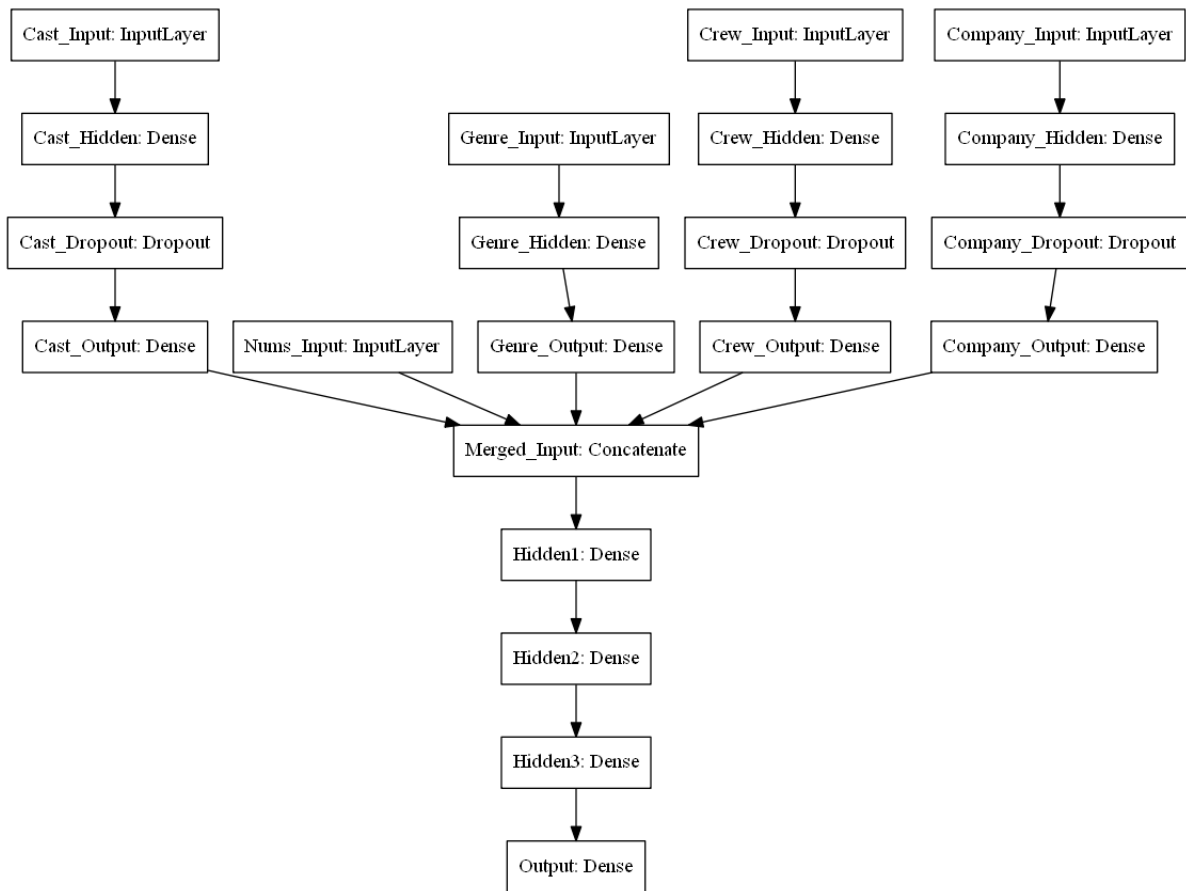 Cast_Input: InputLayer
Crew_Input: InputLayer
Company_Input: InputLayer
Cast_Hidden: Dense
Genre_Input: InputLayer
Crew_Hidden: Dense
Company_Hidden: Dense
Cast_Dropout: Dropout
Genre_Hidden: Dense
Crew_Dropout: Dropout
Company_Dropout: Dropout
Cast_Output: Dense
Nums_Input: InputLayer
Genre_Output: Dense
Crew_Output: Dense
Company_Output: Dense
Merged_Input: Concatenate
Hidden1: Dense
Hidden2: Dense
Hidden3: Dense
Output: Dense